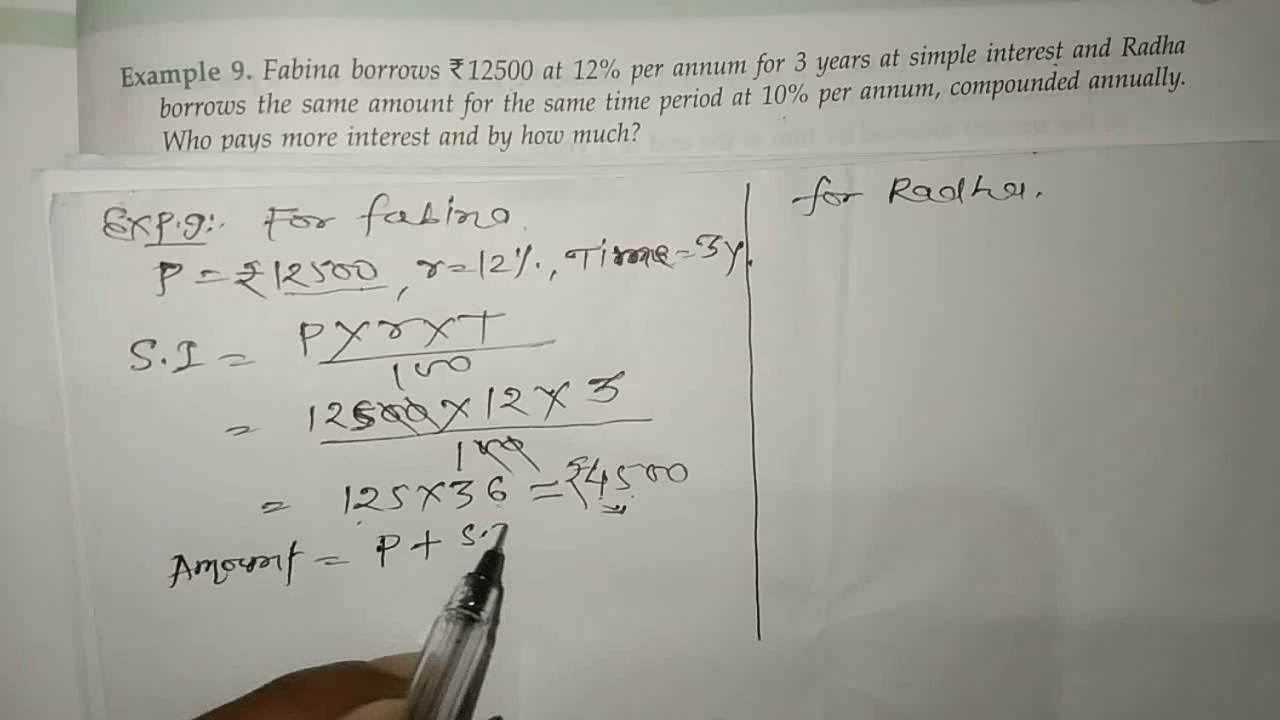 Example 9. Fabina borrows ₹12500 at 12% per annum for 3 years at simple interest and Radha
borrows the same amount for the same time period at 10% per annum, compounded annually.
Who pays more interest and by how much?
Exp.9:. For fabina.
P = ₹12500, r=12%., Time=3y.
S.I = P×r×T
100
= 12500×12×3
100
= 125×36 = ₹4500
Amount = P + S.I
for Radha.